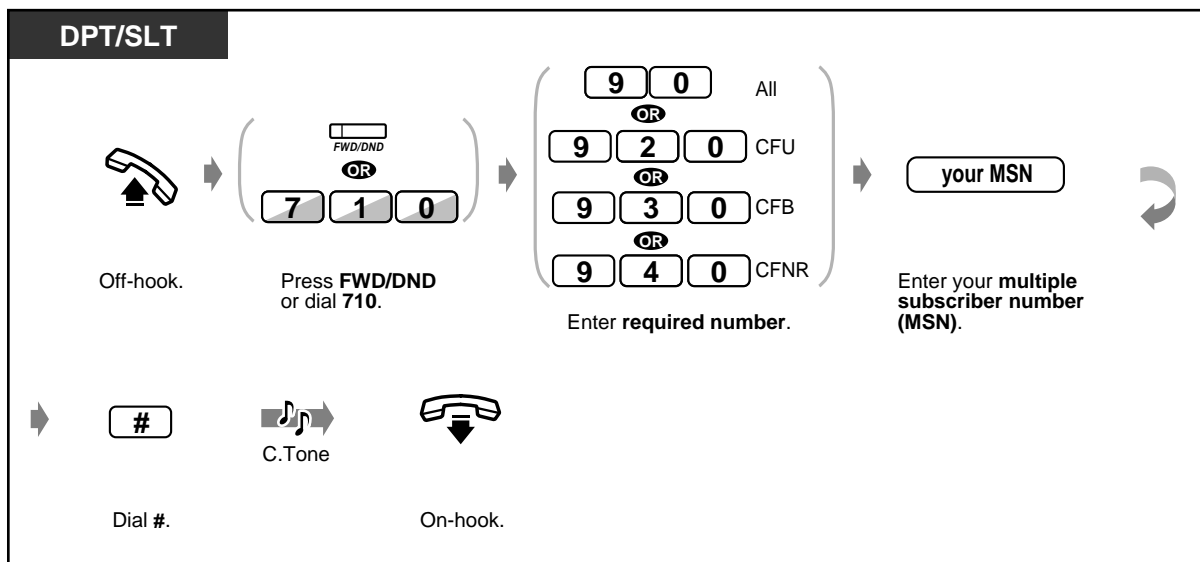 DPT/SLT
Off-hook.
FWD/DND
OR
7 1 0
Press FWD/DND
or dial 710.
9 0 All
OR
9 2 0 CFU
OR
9 3 0 CFB
OR
9 4 0 CFNR
Enter required number.
your MSN
Enter your multiple
subscriber number
(MSN).
#
Dial #.
C.Tone
On-hook.